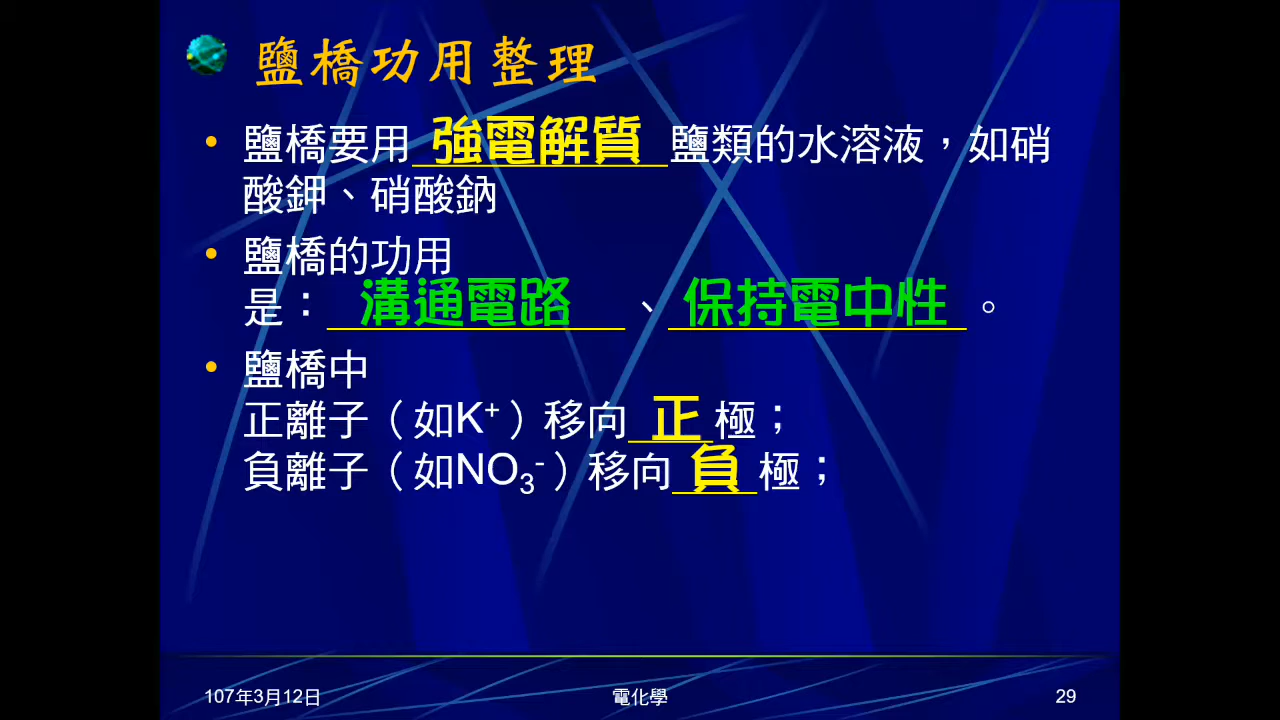 鹽橋功用整理
• 鹽橋要用強電解質鹽類的水溶液，如硝
酸鉀、硝酸鈉
• 鹽橋的功用
是：溝通電路、保持電中性。
• 鹽橋中
正離子（如K⁺）移向正極；
負離子（如NO₃⁻）移向負極；
107年3月12日 電化學 29